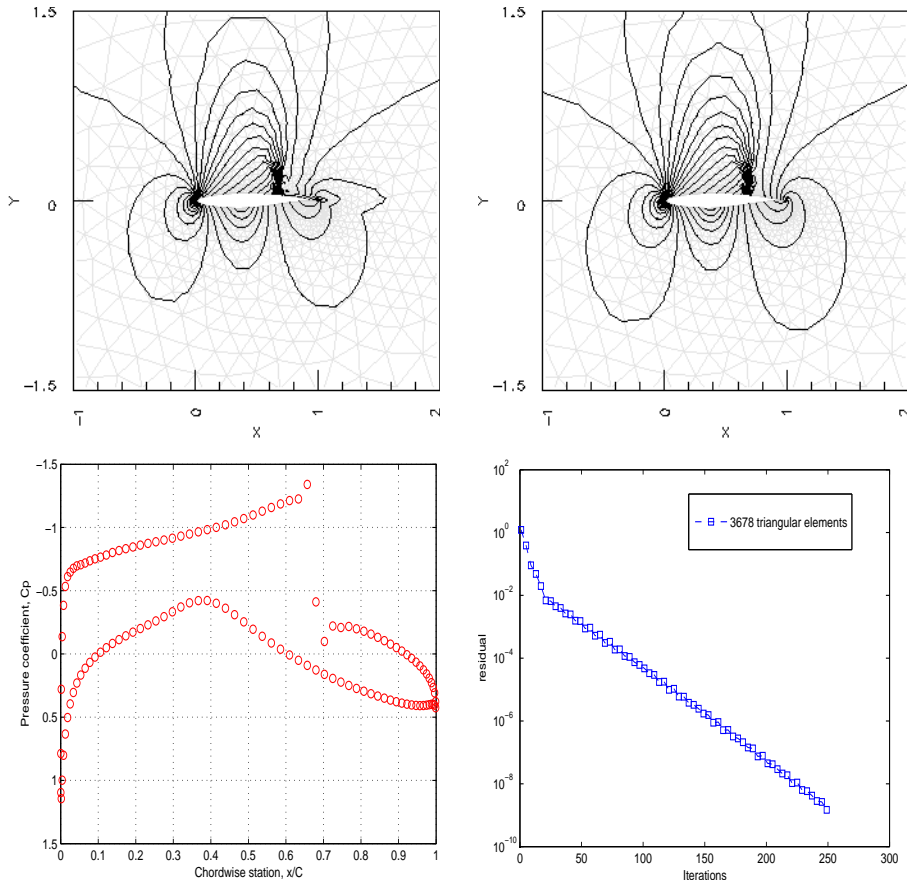 1.5
Y
0
-1.5
-1
0
1
2
X
1.5
Y
0
-1.5
-1
0
1
2
X
-1.5
-1
-0.5
0
0.5
1
1.5
Pressure coefficient, Cp
0 0.1 0.2 0.3 0.4 0.5 0.6 0.7 0.8 0.9 1
Chordwise station, x/C
10^2
10^0
10^-2
10^-4
10^-6
10^-8
10^-10
residual
3678 triangular elements
0 50 100 150 200 250 300
Iterations